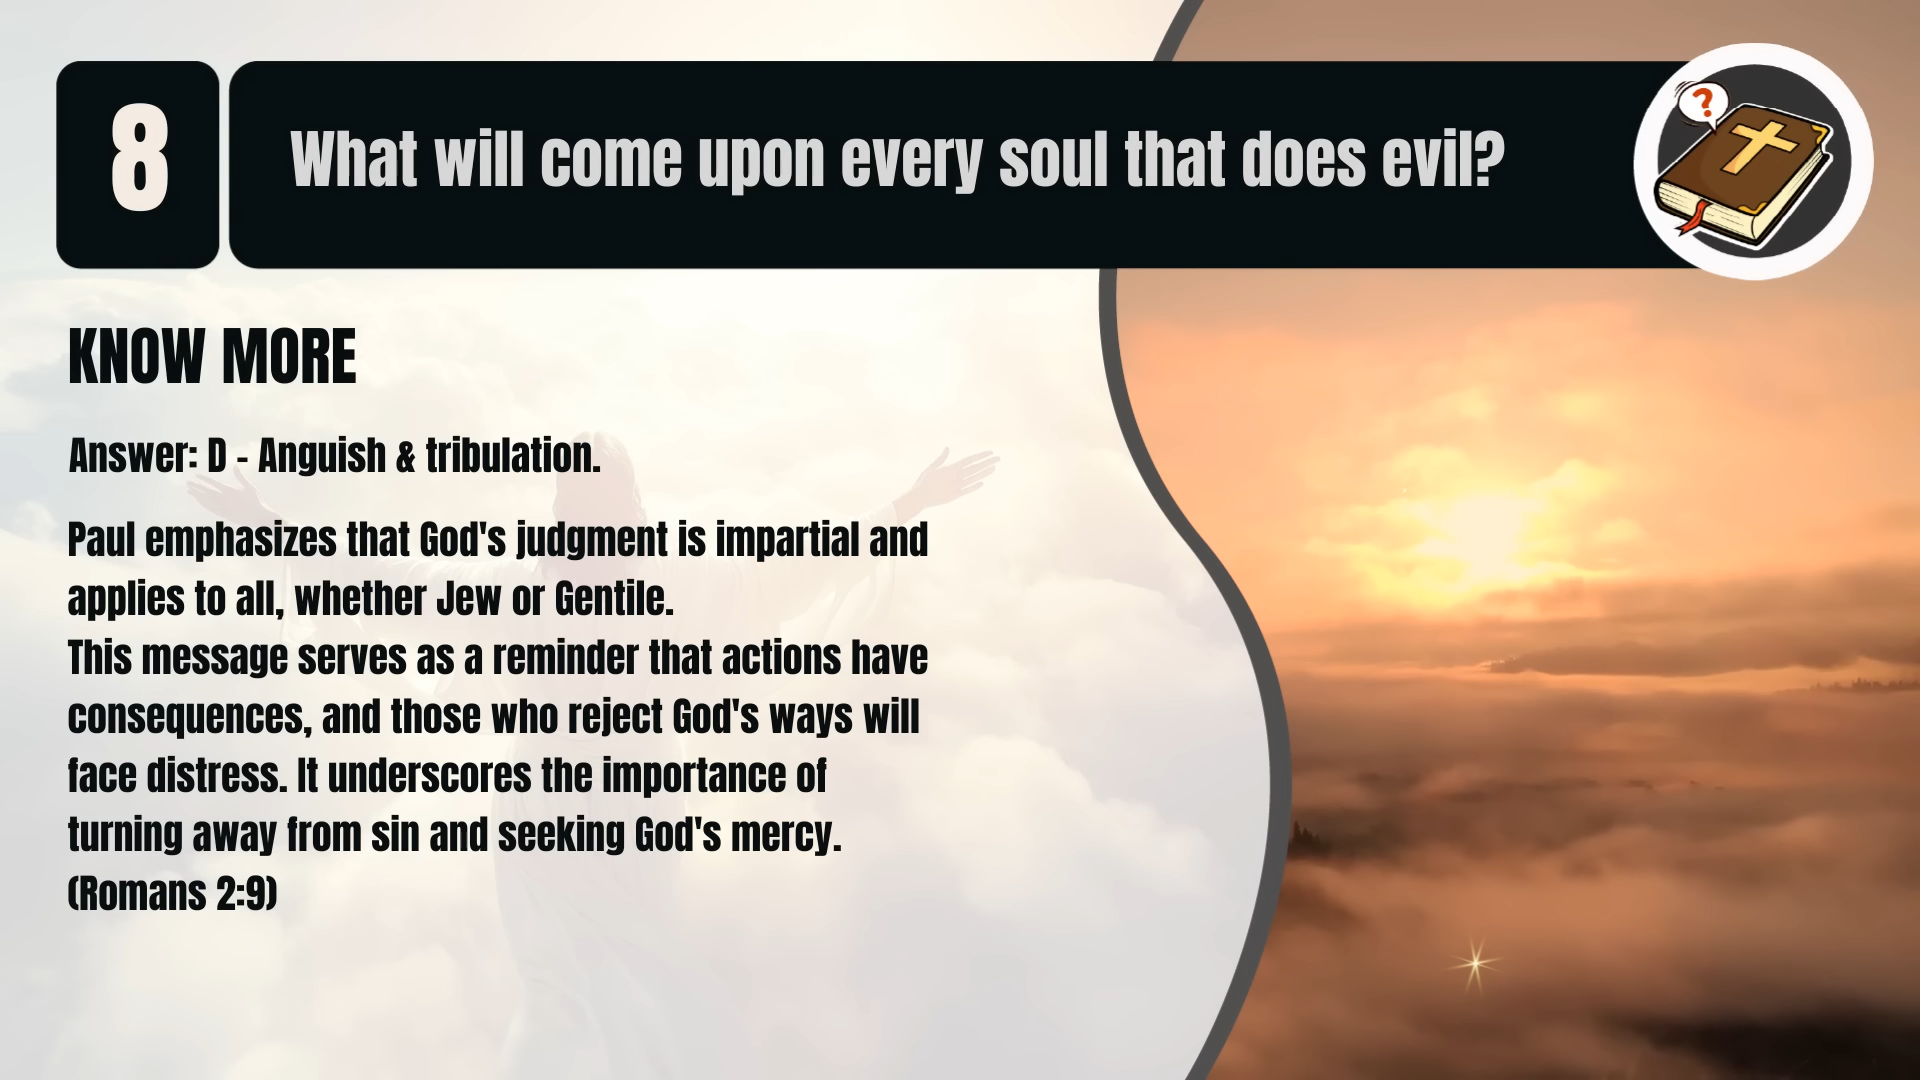 8
What will come upon every soul that does evil?
?
KNOW MORE
Answer: D - Anguish & tribulation.
Paul emphasizes that God's judgment is impartial and
applies to all, whether Jew or Gentile.
This message serves as a reminder that actions have
consequences, and those who reject God's ways will
face distress. It underscores the importance of
turning away from sin and seeking God's mercy.
(Romans 2:9)